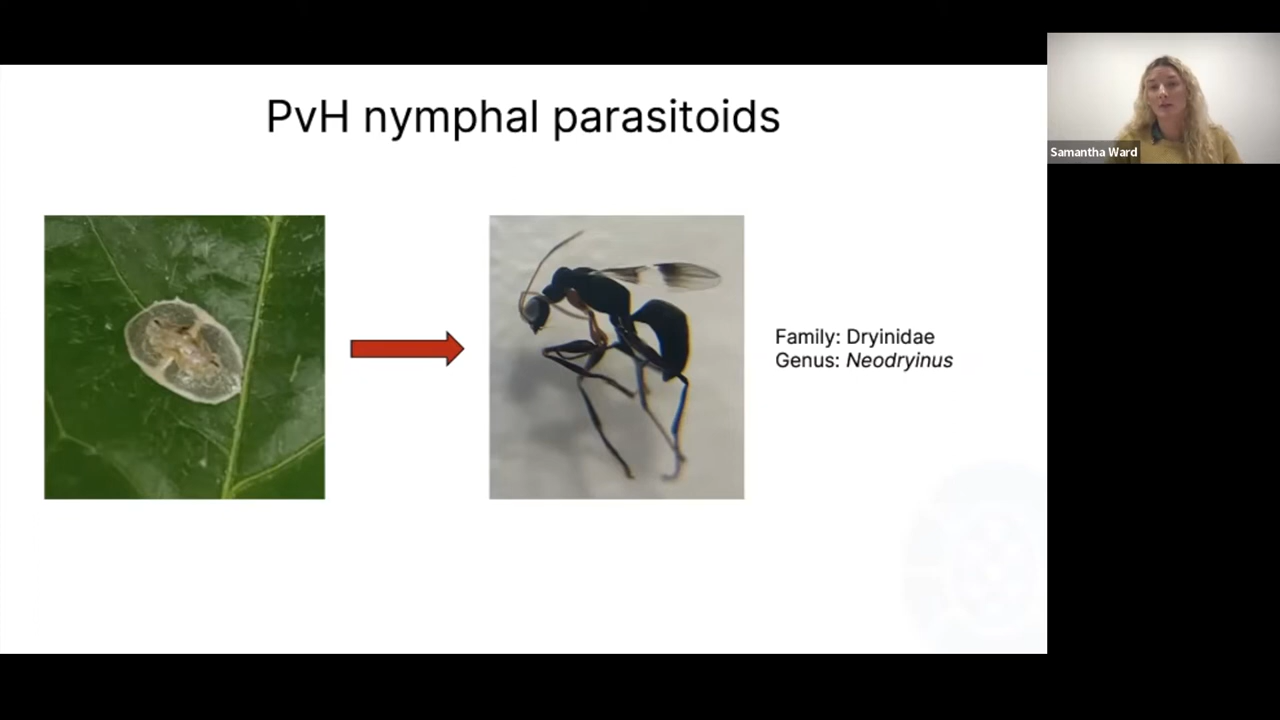 PvH nymphal parasitoids
Samantha Ward
Family: Dryinidae
Genus: Neodryinus